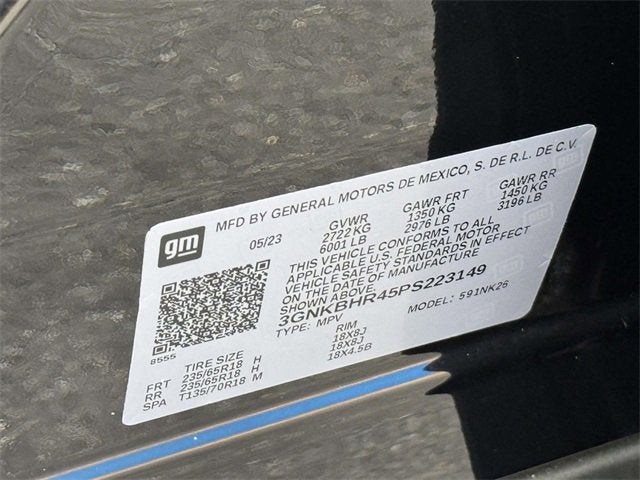 gm
MFD BY GENERAL MOTORS DE MEXICO, S. DE R.L. DE C.V.
05/23
GVWR
2722 KG
6001 LB
GAWR FRT
1350 KG
2976 LB
GAWR RR
1450 KG
3196 LB
THIS VEHICLE CONFORMS TO ALL
APPLICABLE U.S. FEDERAL MOTOR
VEHICLE SAFETY STANDARDS IN EFFECT
ON THE DATE OF MANUFACTURE
SHOWN ABOVE.
3GNKBHR45PS223149
TYPE: MPV MODEL: 591NK26
8555
TIRE SIZE RIM
FRT 235/65R18 H 18X8J
RR 235/65R18 H 18X8J
SPA T135/70R18 M 18X4.5B